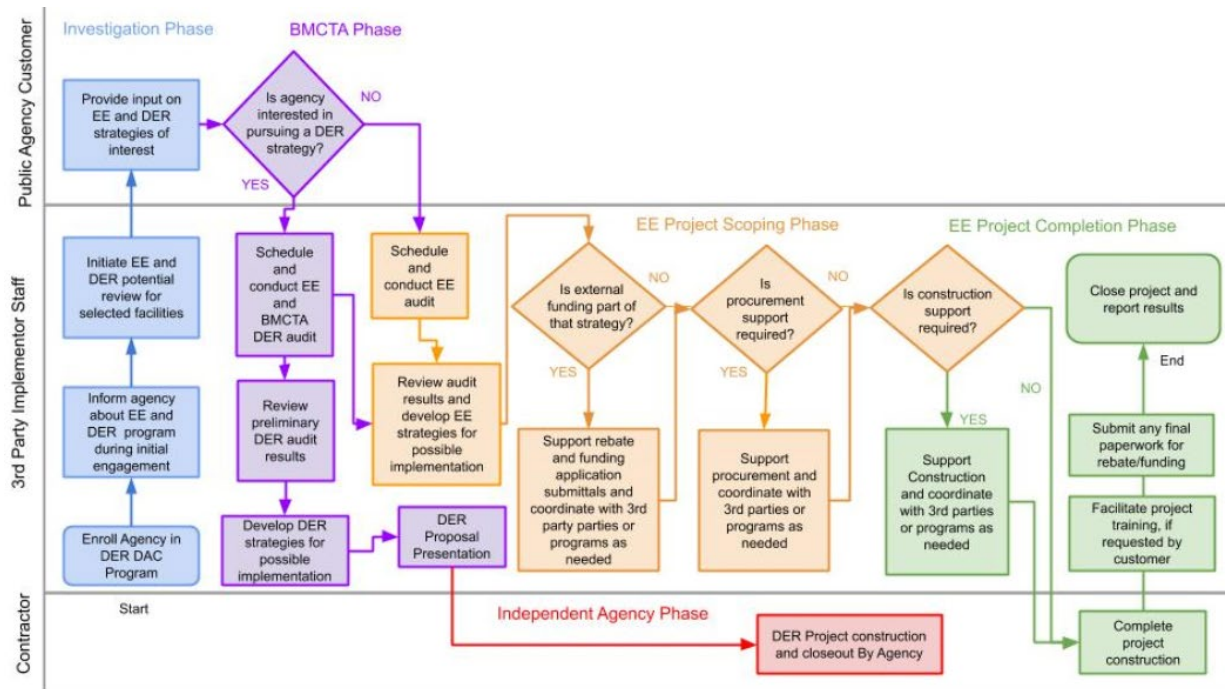 Investigation Phase
BMCTA Phase
Public Agency Customer
Provide input on
EE and DER
strategies of
interest
Is agency
interested in
pursuing a DER
strategy?
NO
YES
3rd Party Implementor Staff
EE Project Scoping Phase
EE Project Completion Phase
Initiate EE and
DER potential
review for
selected facilities
Schedule
and
conduct EE
and
BMCTA
DER audit
Schedule
and
conduct EE
audit
Is external
funding part
of that
strategy?
NO
YES
Is
procurement
support
required?
NO
YES
Is
construction
support
required?
NO
YES
Close project and
report results
End
Inform agency
about EE and
DER program
during initial
engagement
Review
preliminary
DER audit
results
Review audit
results and
develop EE
strategies for
possible
implementation
Support rebate
and funding
application
submittals and
coordinate with 3rd
party parties or
programs as
needed
Support
procurement and
coordinate with
3rd parties or
programs as
needed
Support
Construction
and coordinate
with 3rd parties
or programs as
needed
Submit any final
paperwork for
rebate/funding
Facilitate project
training, if
requested by
customer
Enroll Agency in
DER DAC
Program
Develop DER
strategies for
possible
implementation
DER
Proposal
Presentation
Contractor
Start
Independent Agency Phase
DER Project construction
and closeout By Agency
Complete
project
construction